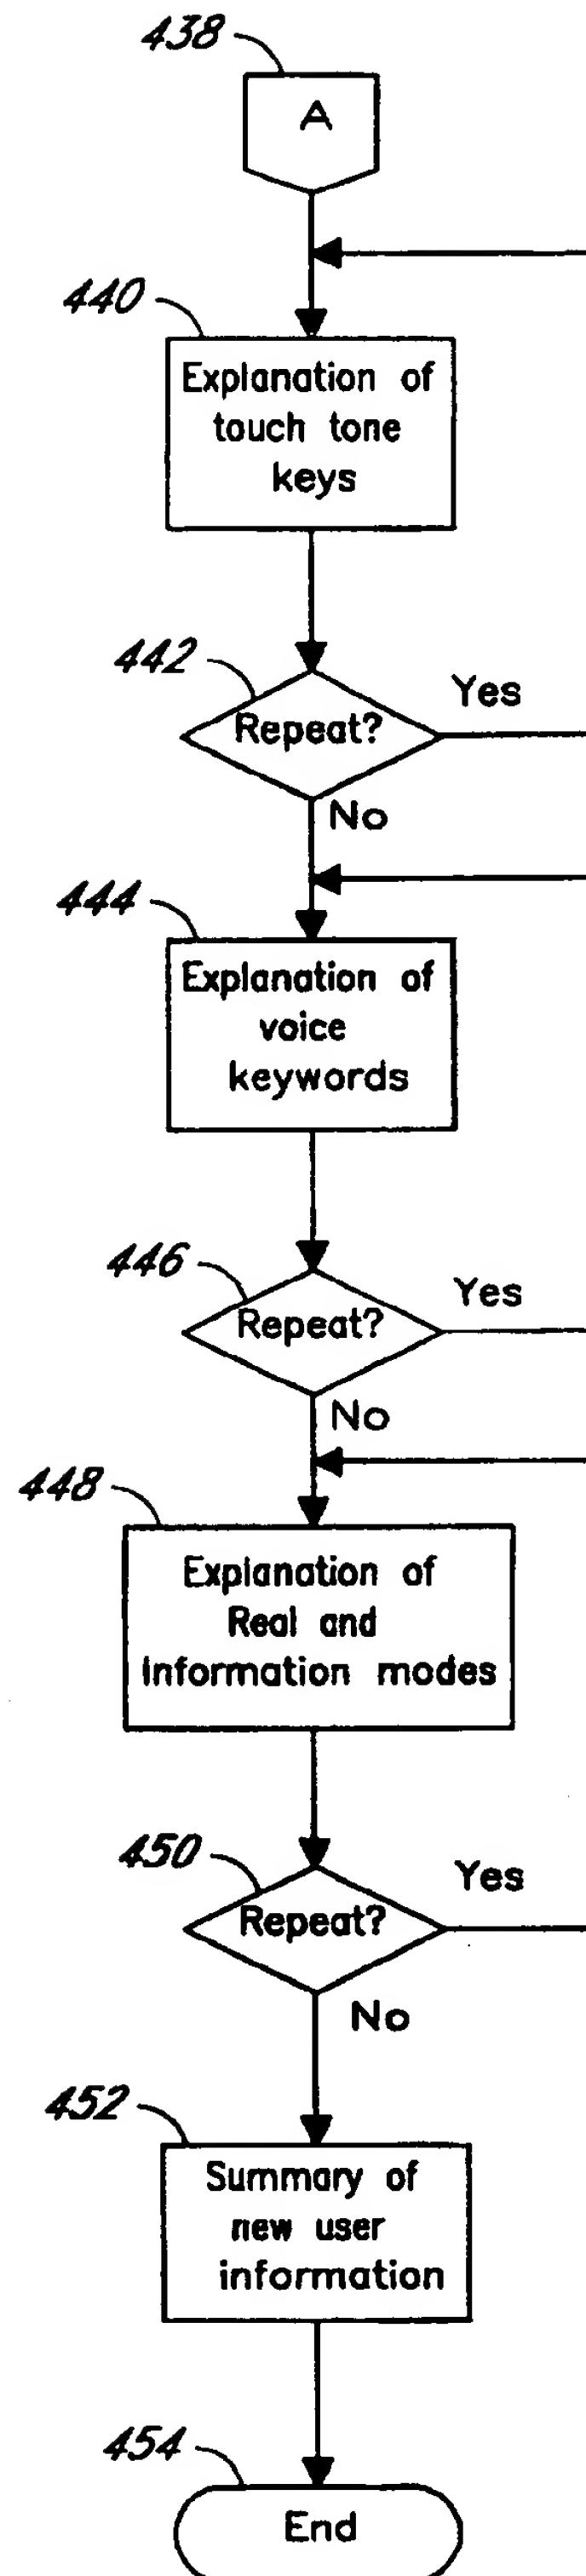 438
A
440
Explanation of
touch tone
keys
442
Repeat?
Yes
No
444
Explanation of
voice
keywords
446
Repeat?
Yes
No
448
Explanation of
Real and
Information modes
450
Repeat?
Yes
No
452
Summary of
new user
information
454
End